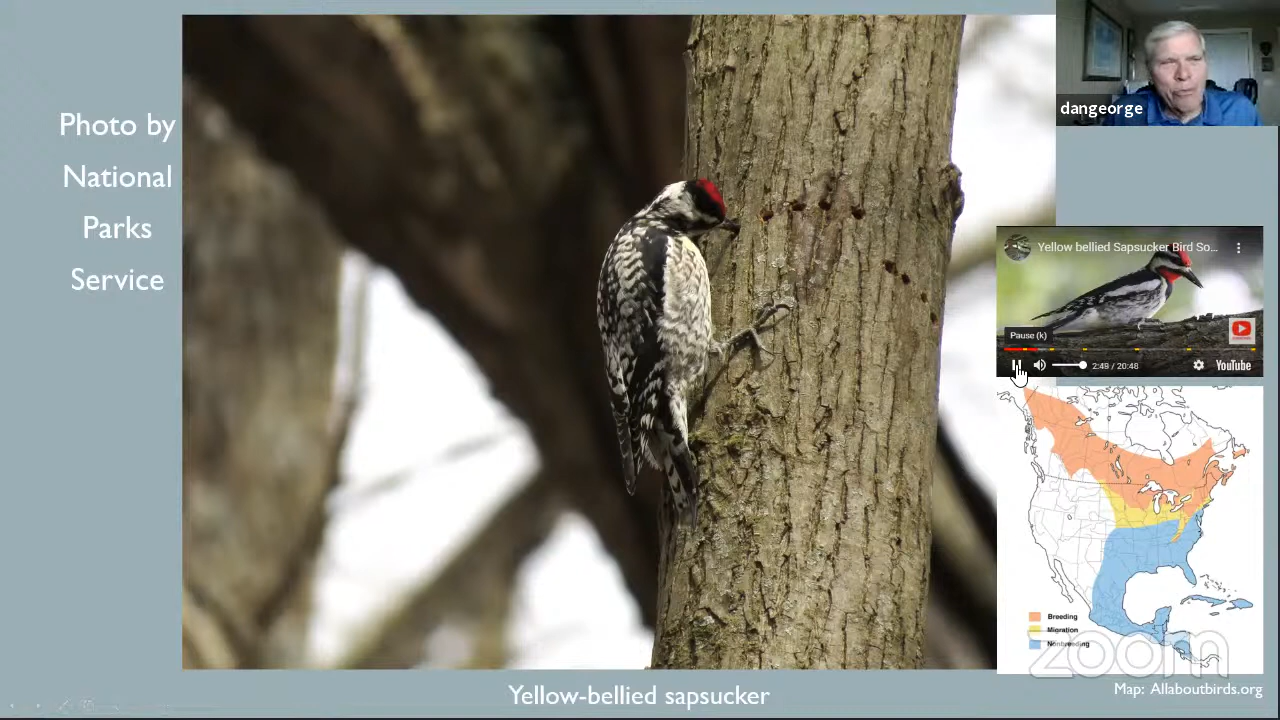 Photo by
National
Parks
Service
dangeorge
Yellow bellied Sapsucker Bird So...
Pause (k)
2:49 / 20:48
YouTube
Breeding
Migration
Nonbreeding
zoom
Yellow-bellied sapsucker
Map: Allaboutbirds.org